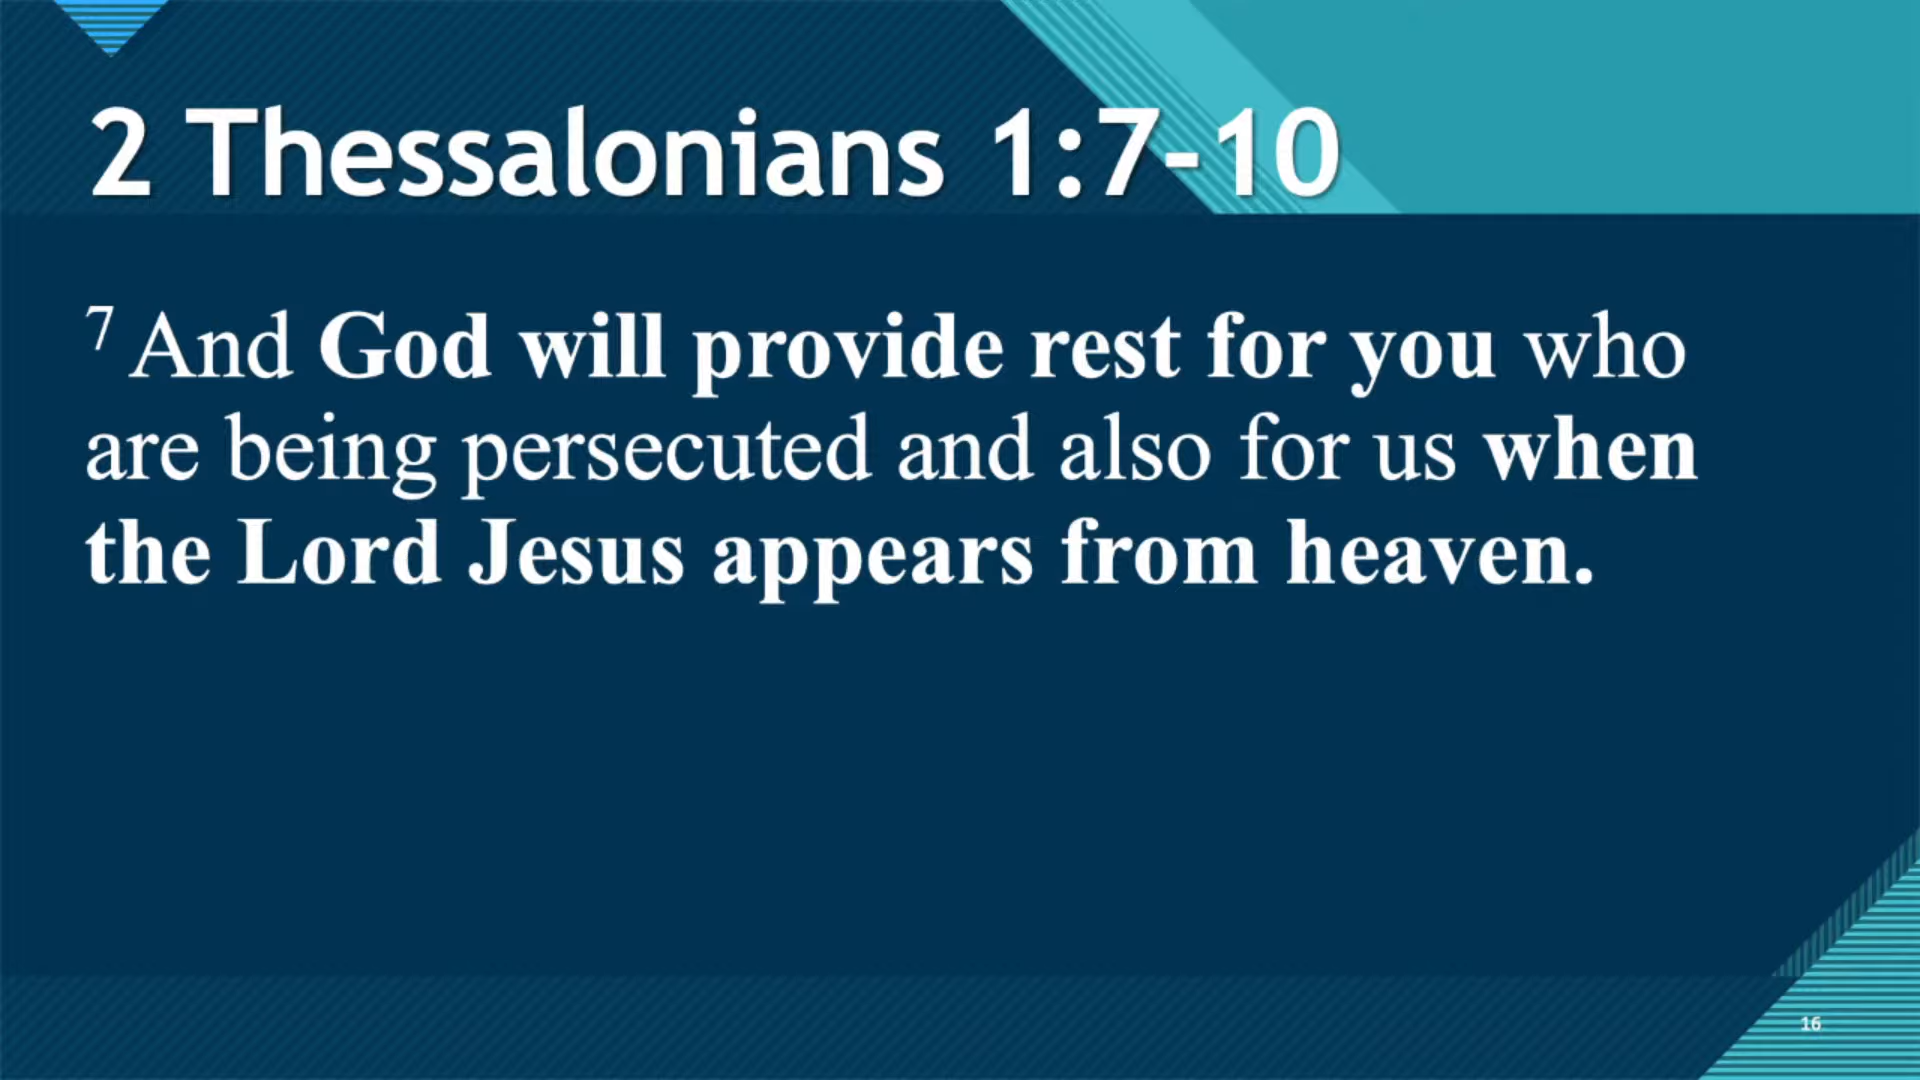 2 Thessalonians 1:7-10
7 And God will provide rest for you who
are being persecuted and also for us when
the Lord Jesus appears from heaven.
16